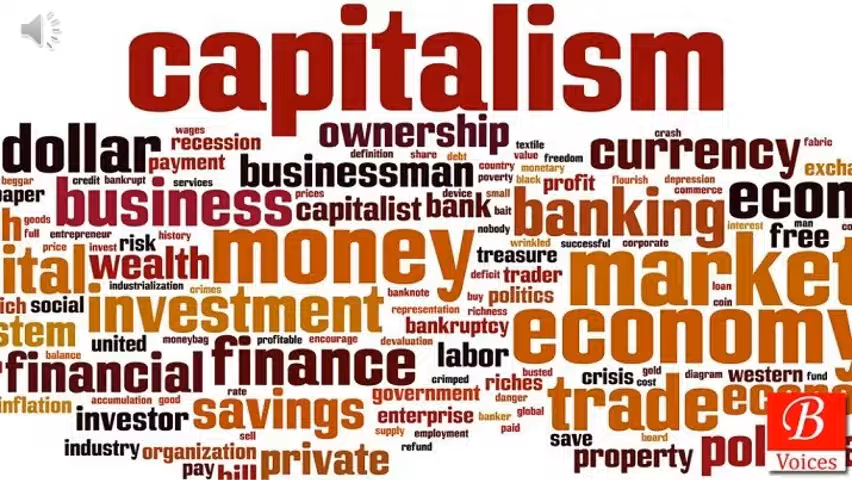 capitalism
wages
recession
ownership
crash
dollar
payment
definition share debt
textile
value freedom
currency
fabric
beggar
credit bankrupt
services
businessman
country
poverty
monetary
black profit
flourish depression
commerce
business
prices
capitalist
device
bank
small
bait
banking
goods
full entrepreneur
history
nobody
interest
man
free
price invest
risk
wealth
money
wrinkled successful corporate
treasure
market
industrialization crimes
deficit trader
loan
coin
social
investment
banknote
buy politics
representation richness
bankruptcy
economy
united
moneybag profitable encourage devaluation
balance
financial
finance
labor
busted
crimped
riches
crisis
gold
cost
diagram
western
fund
accumulation good
rate
government
danger
trade
inflation
investor
savings
enterprise
banker
global
supply employment
paid
sell
save
board
industry
organization
refund
property
pay
private
B
Voices